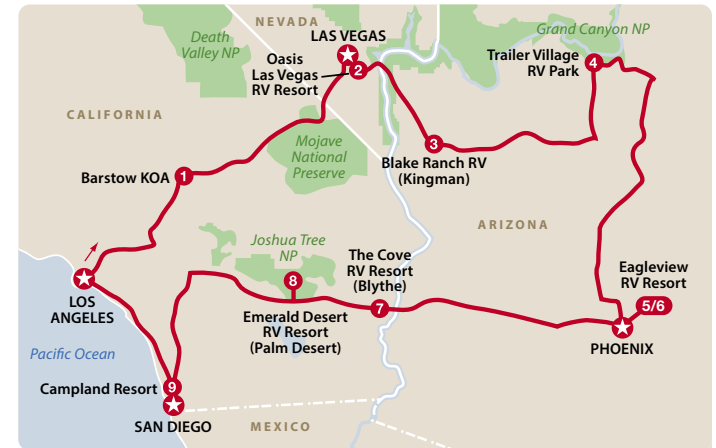 NEVADA
Death
Valley NP
LAS VEGAS
Grand Canyon NP
Oasis
Las Vegas
RV Resort
2
Trailer Village
RV Park
4
CALIFORNIA
Mojave
National
Preserve
3
Blake Ranch RV
(Kingman)
Barstow KOA
1
ARIZONA
Joshua Tree
NP
8
The Cove
RV Resort
(Blythe)
7
Eagleview
RV Resort
5/6
LOS
ANGELES
Emerald Desert
RV Resort
(Palm Desert)
PHOENIX
Pacific Ocean
Campland Resort
9
SAN DIEGO
MEXICO